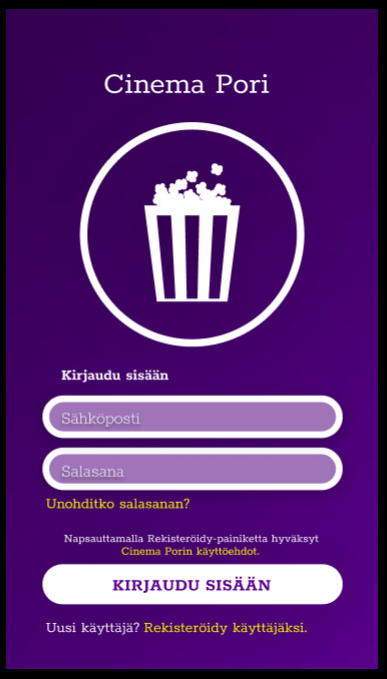 Cinema Pori
Kirjaudu sisään
Sähköposti
Salasana
Unohditko salasanan?
Napsauttamalla Rekisteröidy-painiketta hyväksyt
Cinema Porin käyttöehdot.
KIRJAUDU SISÄÄN
Uusi käyttäjä? Rekisteröidy käyttäjäksi.